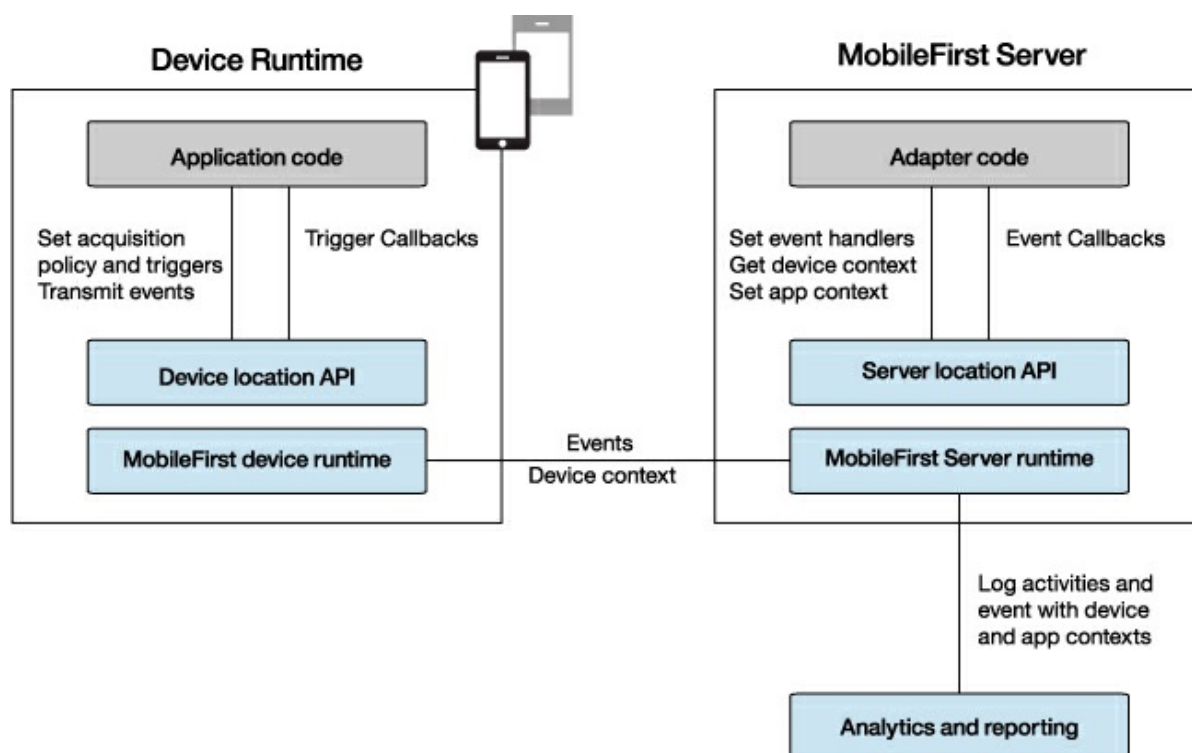 Device Runtime
MobileFirst Server
Application code
Adapter code
Set acquisition
policy and triggers
Transmit events
Trigger Callbacks
Set event handlers
Get device context
Set app context
Event Callbacks
Device location API
Server location API
MobileFirst device runtime
Events
Device context
MobileFirst Server runtime
Log activities and
event with device
and app contexts
Analytics and reporting